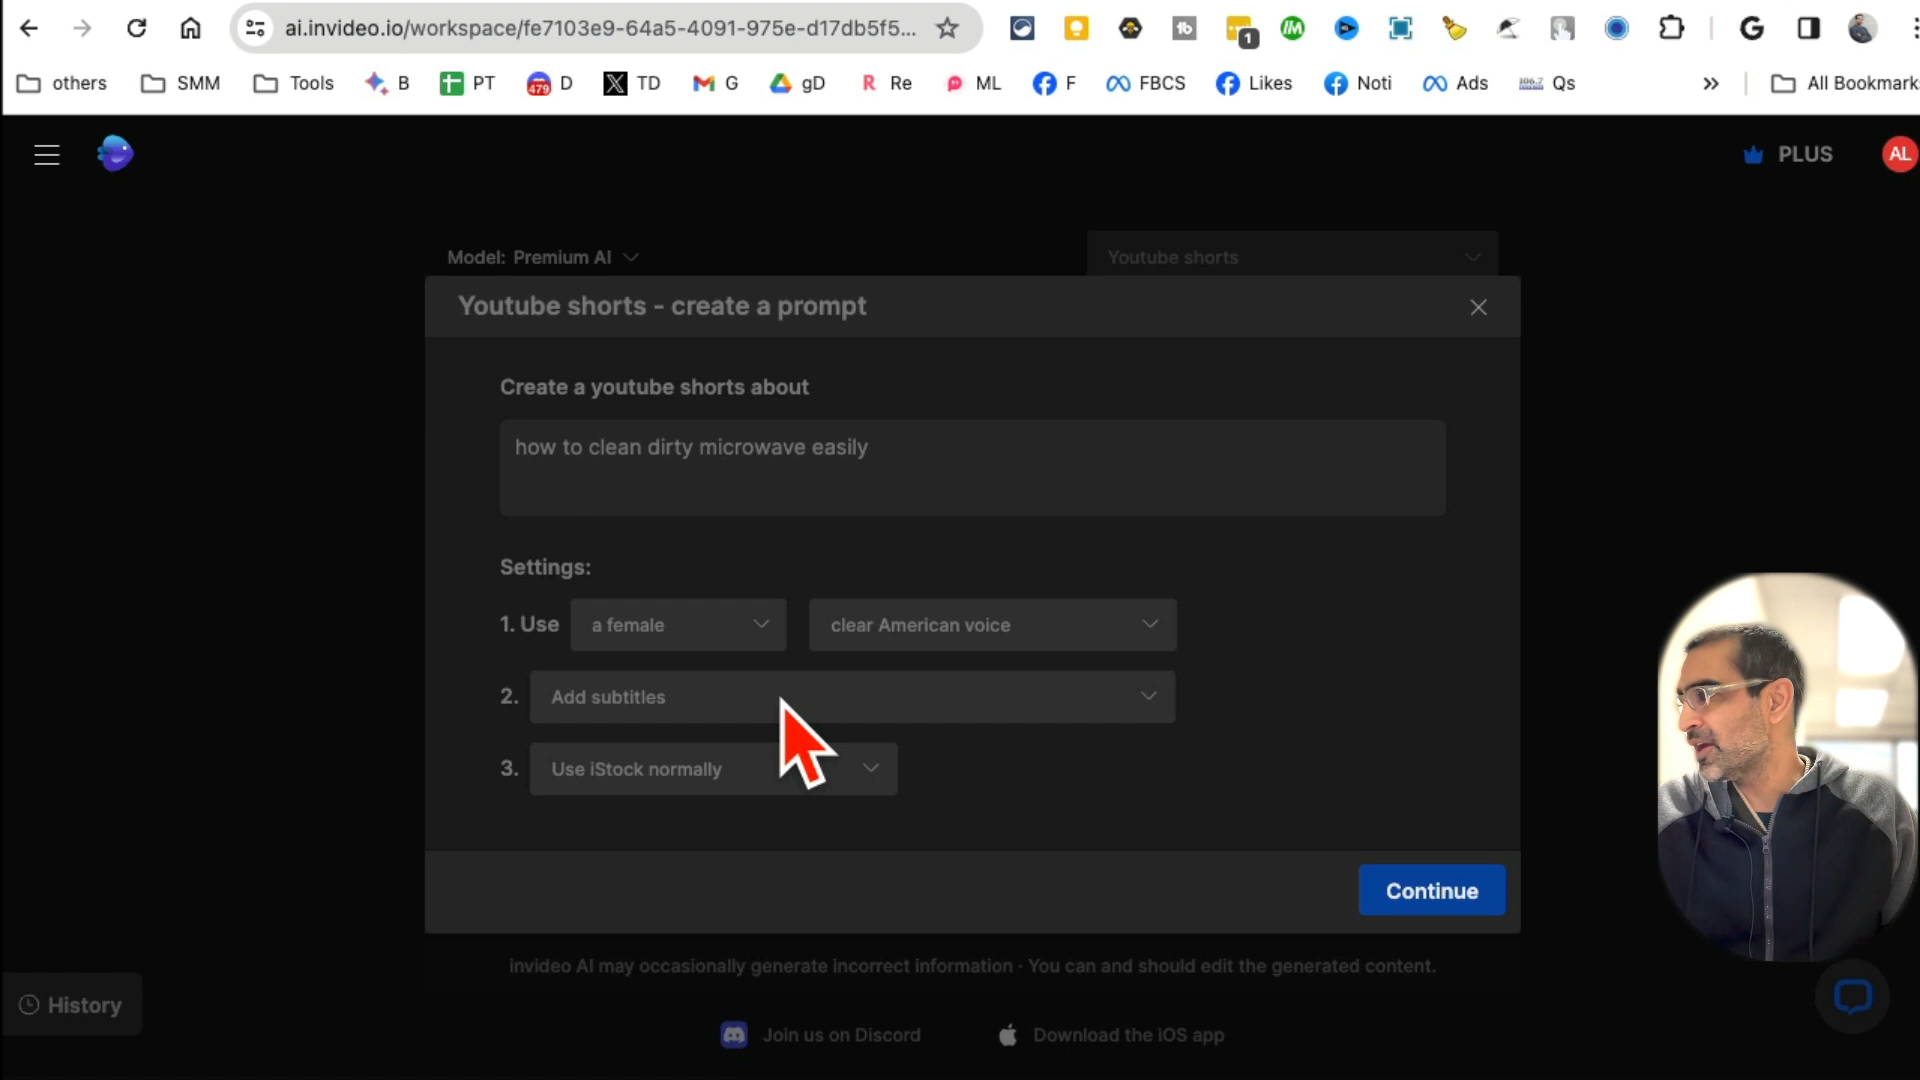 ai.invideo.io/workspace/fe7103e9-64a5-4091-975e-d17db5f5...
1
others SMM Tools B PT 479 D TD G gD Re ML F FBCS Likes Noti Ads Qs » All Bookmark
PLUS AL
Model: Premium AI Youtube shorts
Youtube shorts - create a prompt
Create a youtube shorts about
how to clean dirty microwave easily
Settings:
1. Use a female clear American voice
2. Add subtitles
3. Use iStock normally
Continue
invideo AI may occasionally generate incorrect information · You can and should edit the generated content.
History
Join us on Discord Download the iOS app